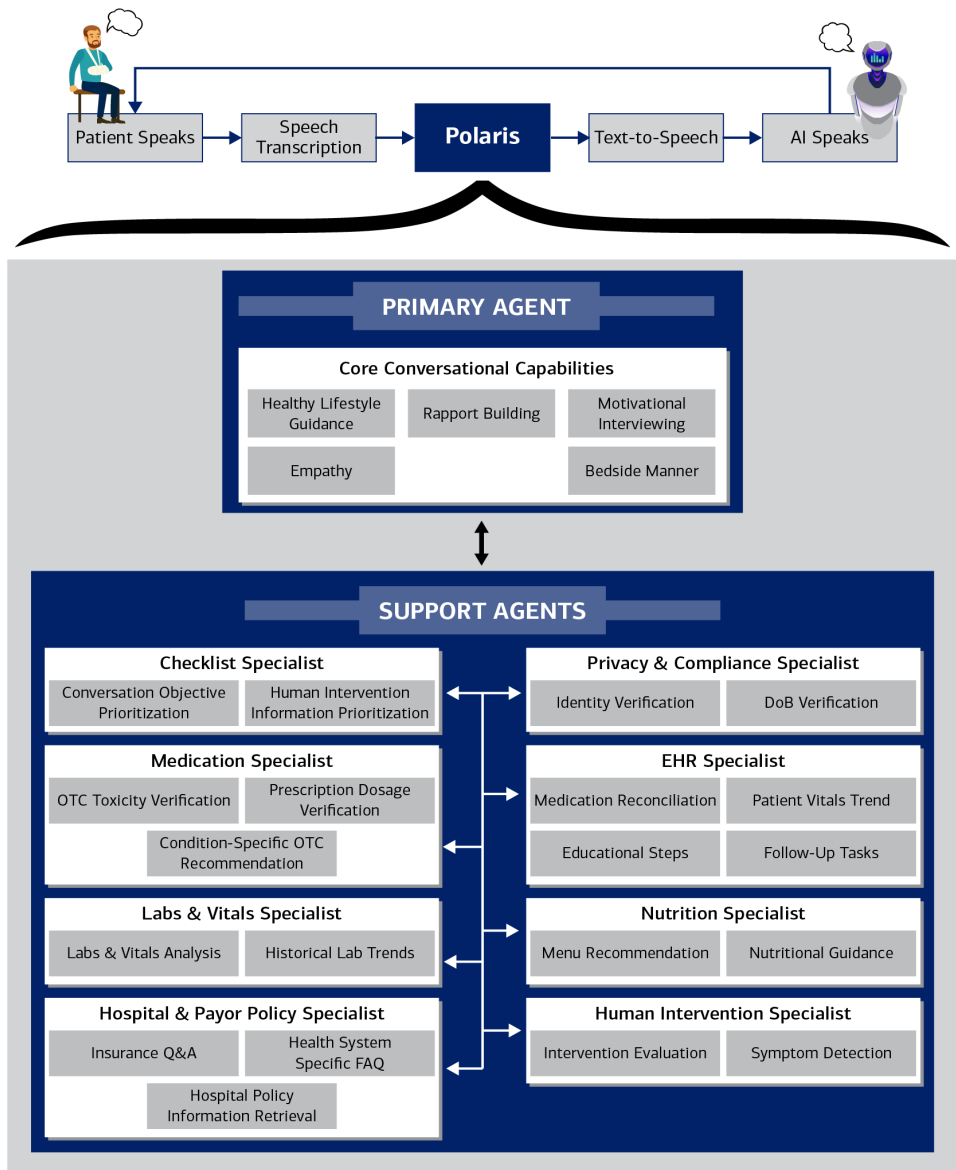 Patient Speaks
Speech
Transcription
Polaris
Text-to-Speech
AI Speaks
PRIMARY AGENT
Core Conversational Capabilities
Healthy Lifestyle
Guidance
Rapport Building
Motivational
Interviewing
Empathy
Bedside Manner
SUPPORT AGENTS
Checklist Specialist
Conversation Objective
Prioritization
Human Intervention
Information Prioritization
Privacy & Compliance Specialist
Identity Verification
DoB Verification
Medication Specialist
OTC Toxicity Verification
Prescription Dosage
Verification
Condition-Specific OTC
Recommendation
EHR Specialist
Medication Reconciliation
Patient Vitals Trend
Educational Steps
Follow-Up Tasks
Labs & Vitals Specialist
Labs & Vitals Analysis
Historical Lab Trends
Nutrition Specialist
Menu Recommendation
Nutritional Guidance
Hospital & Payor Policy Specialist
Insurance Q&A
Health System
Specific FAQ
Hospital Policy
Information Retrieval
Human Intervention Specialist
Intervention Evaluation
Symptom Detection